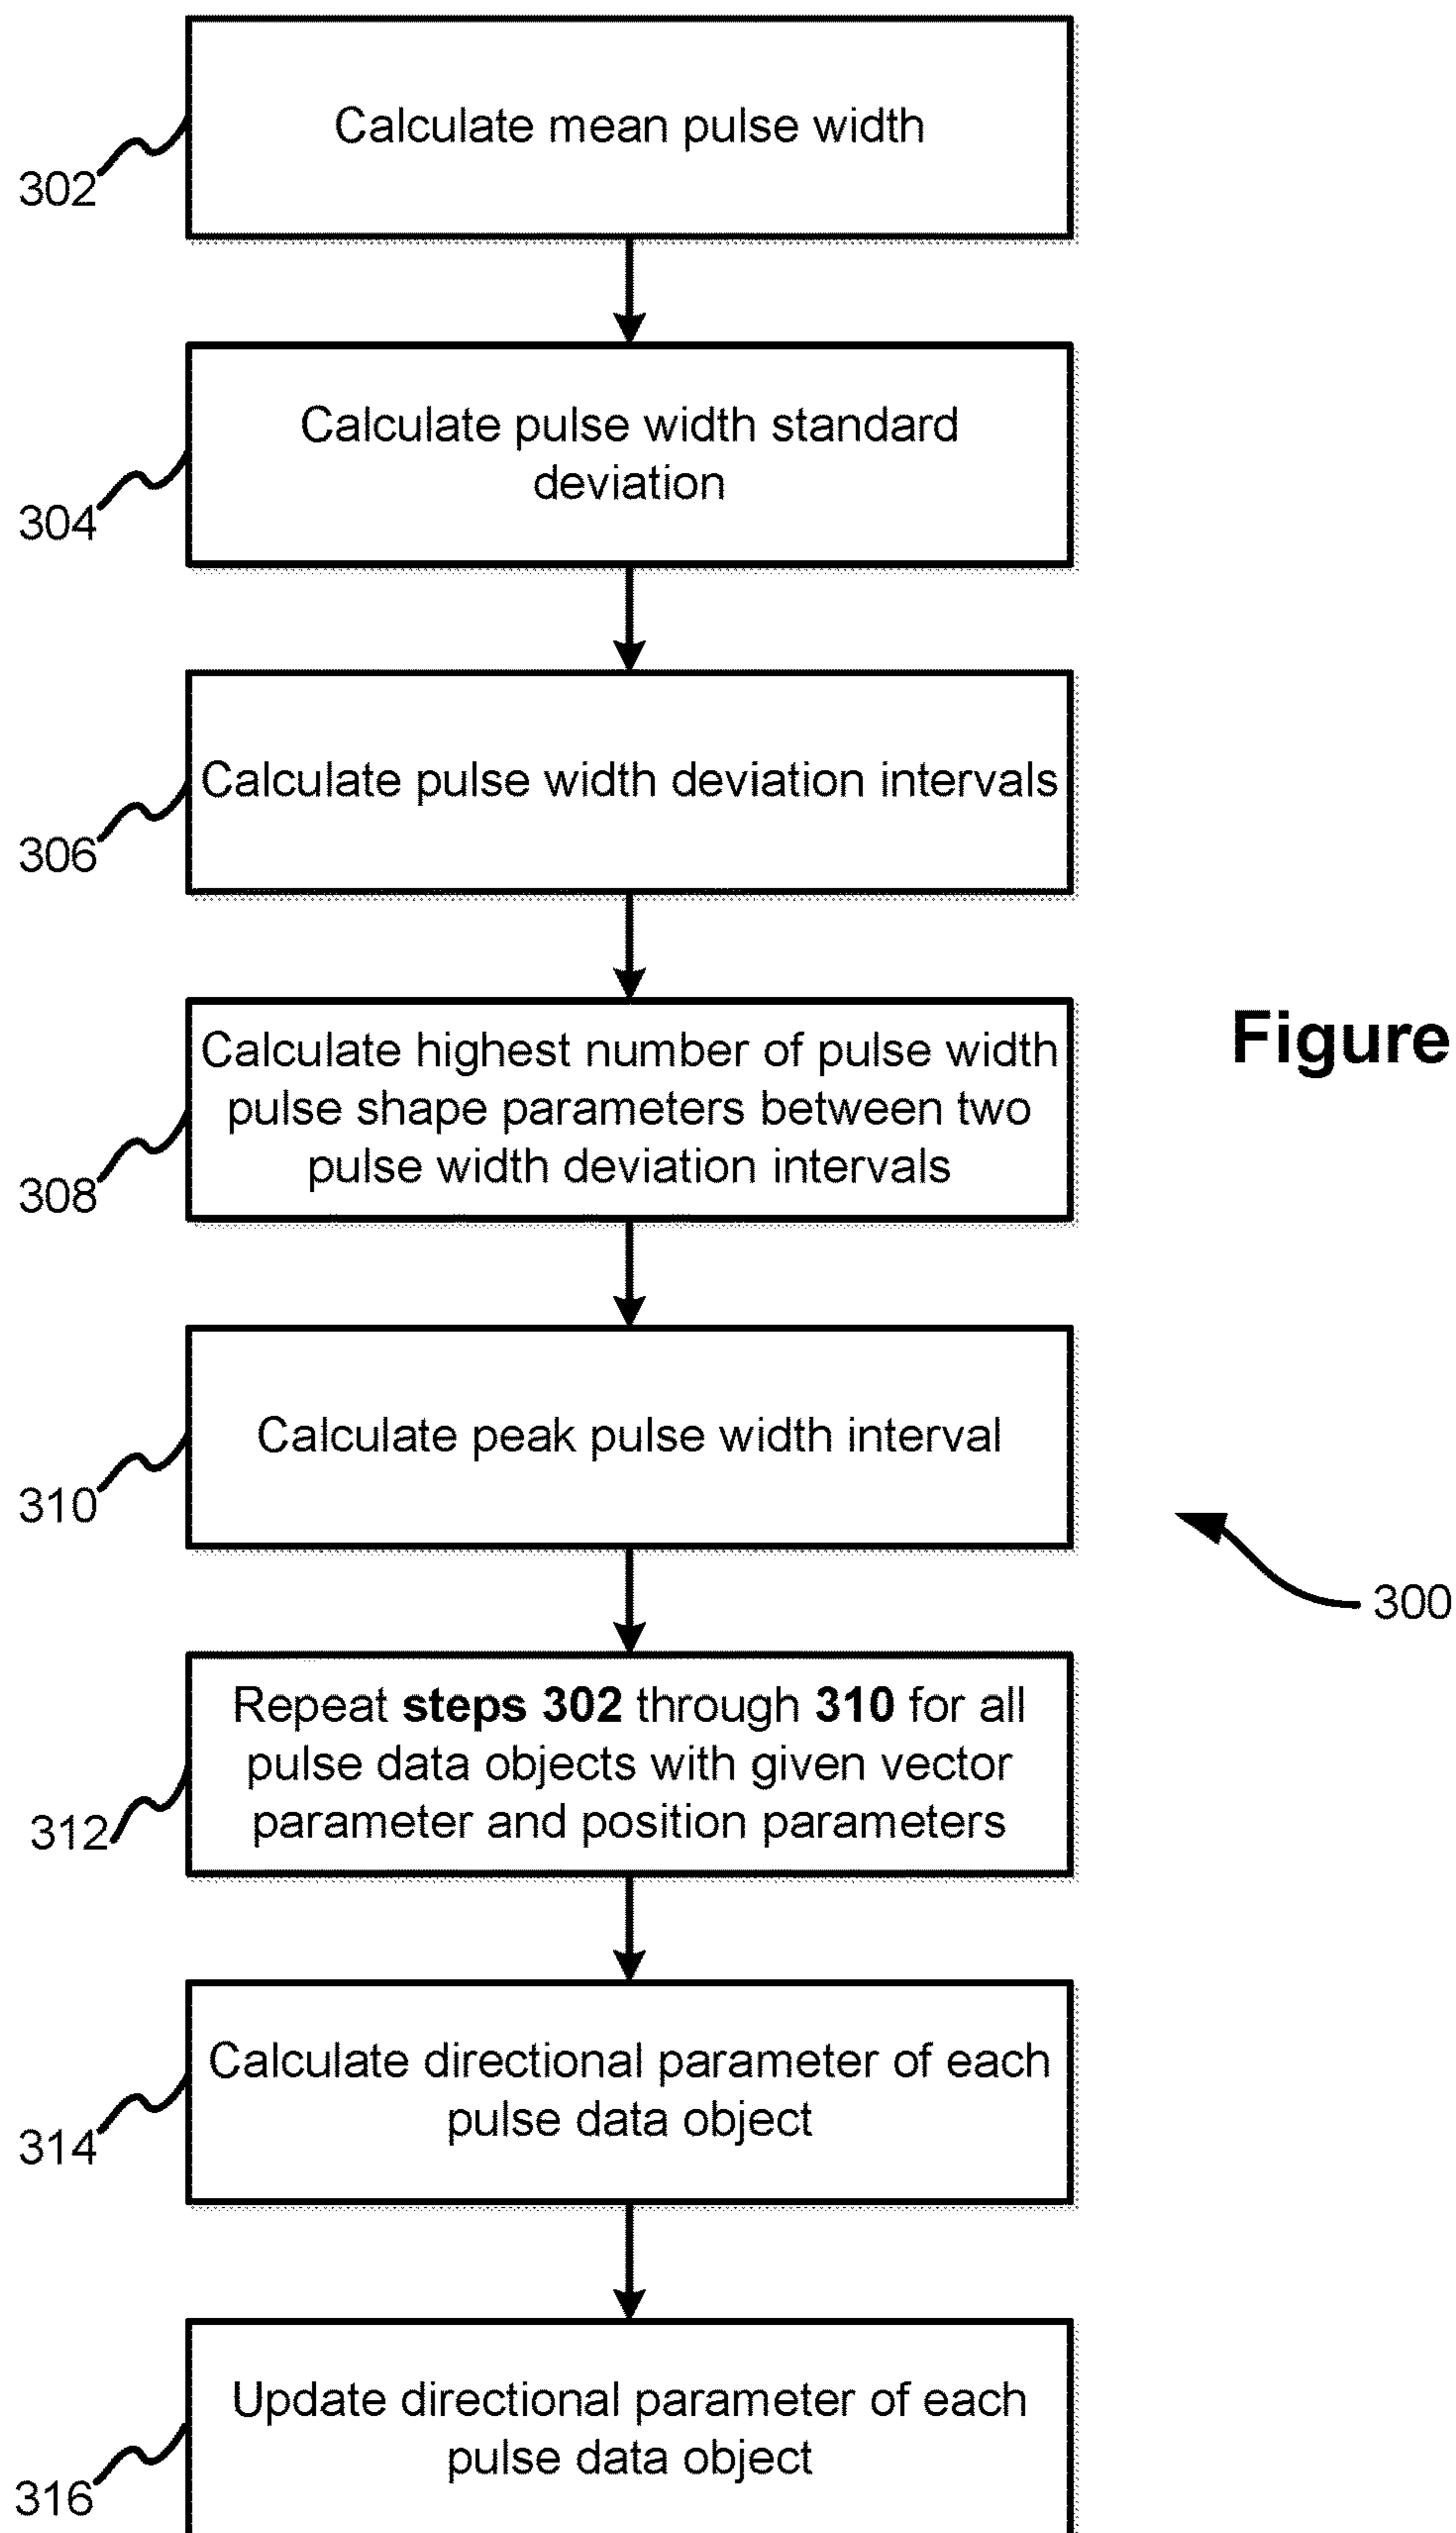 Calculate mean pulse width
302
Calculate pulse width standard
deviation
304
Calculate pulse width deviation intervals
306
Calculate highest number of pulse width
pulse shape parameters between two
pulse width deviation intervals
308
Figure
Calculate peak pulse width interval
310
300
Repeat steps 302 through 310 for all
pulse data objects with given vector
parameter and position parameters
312
Calculate directional parameter of each
pulse data object
314
Update directional parameter of each
pulse data object
316